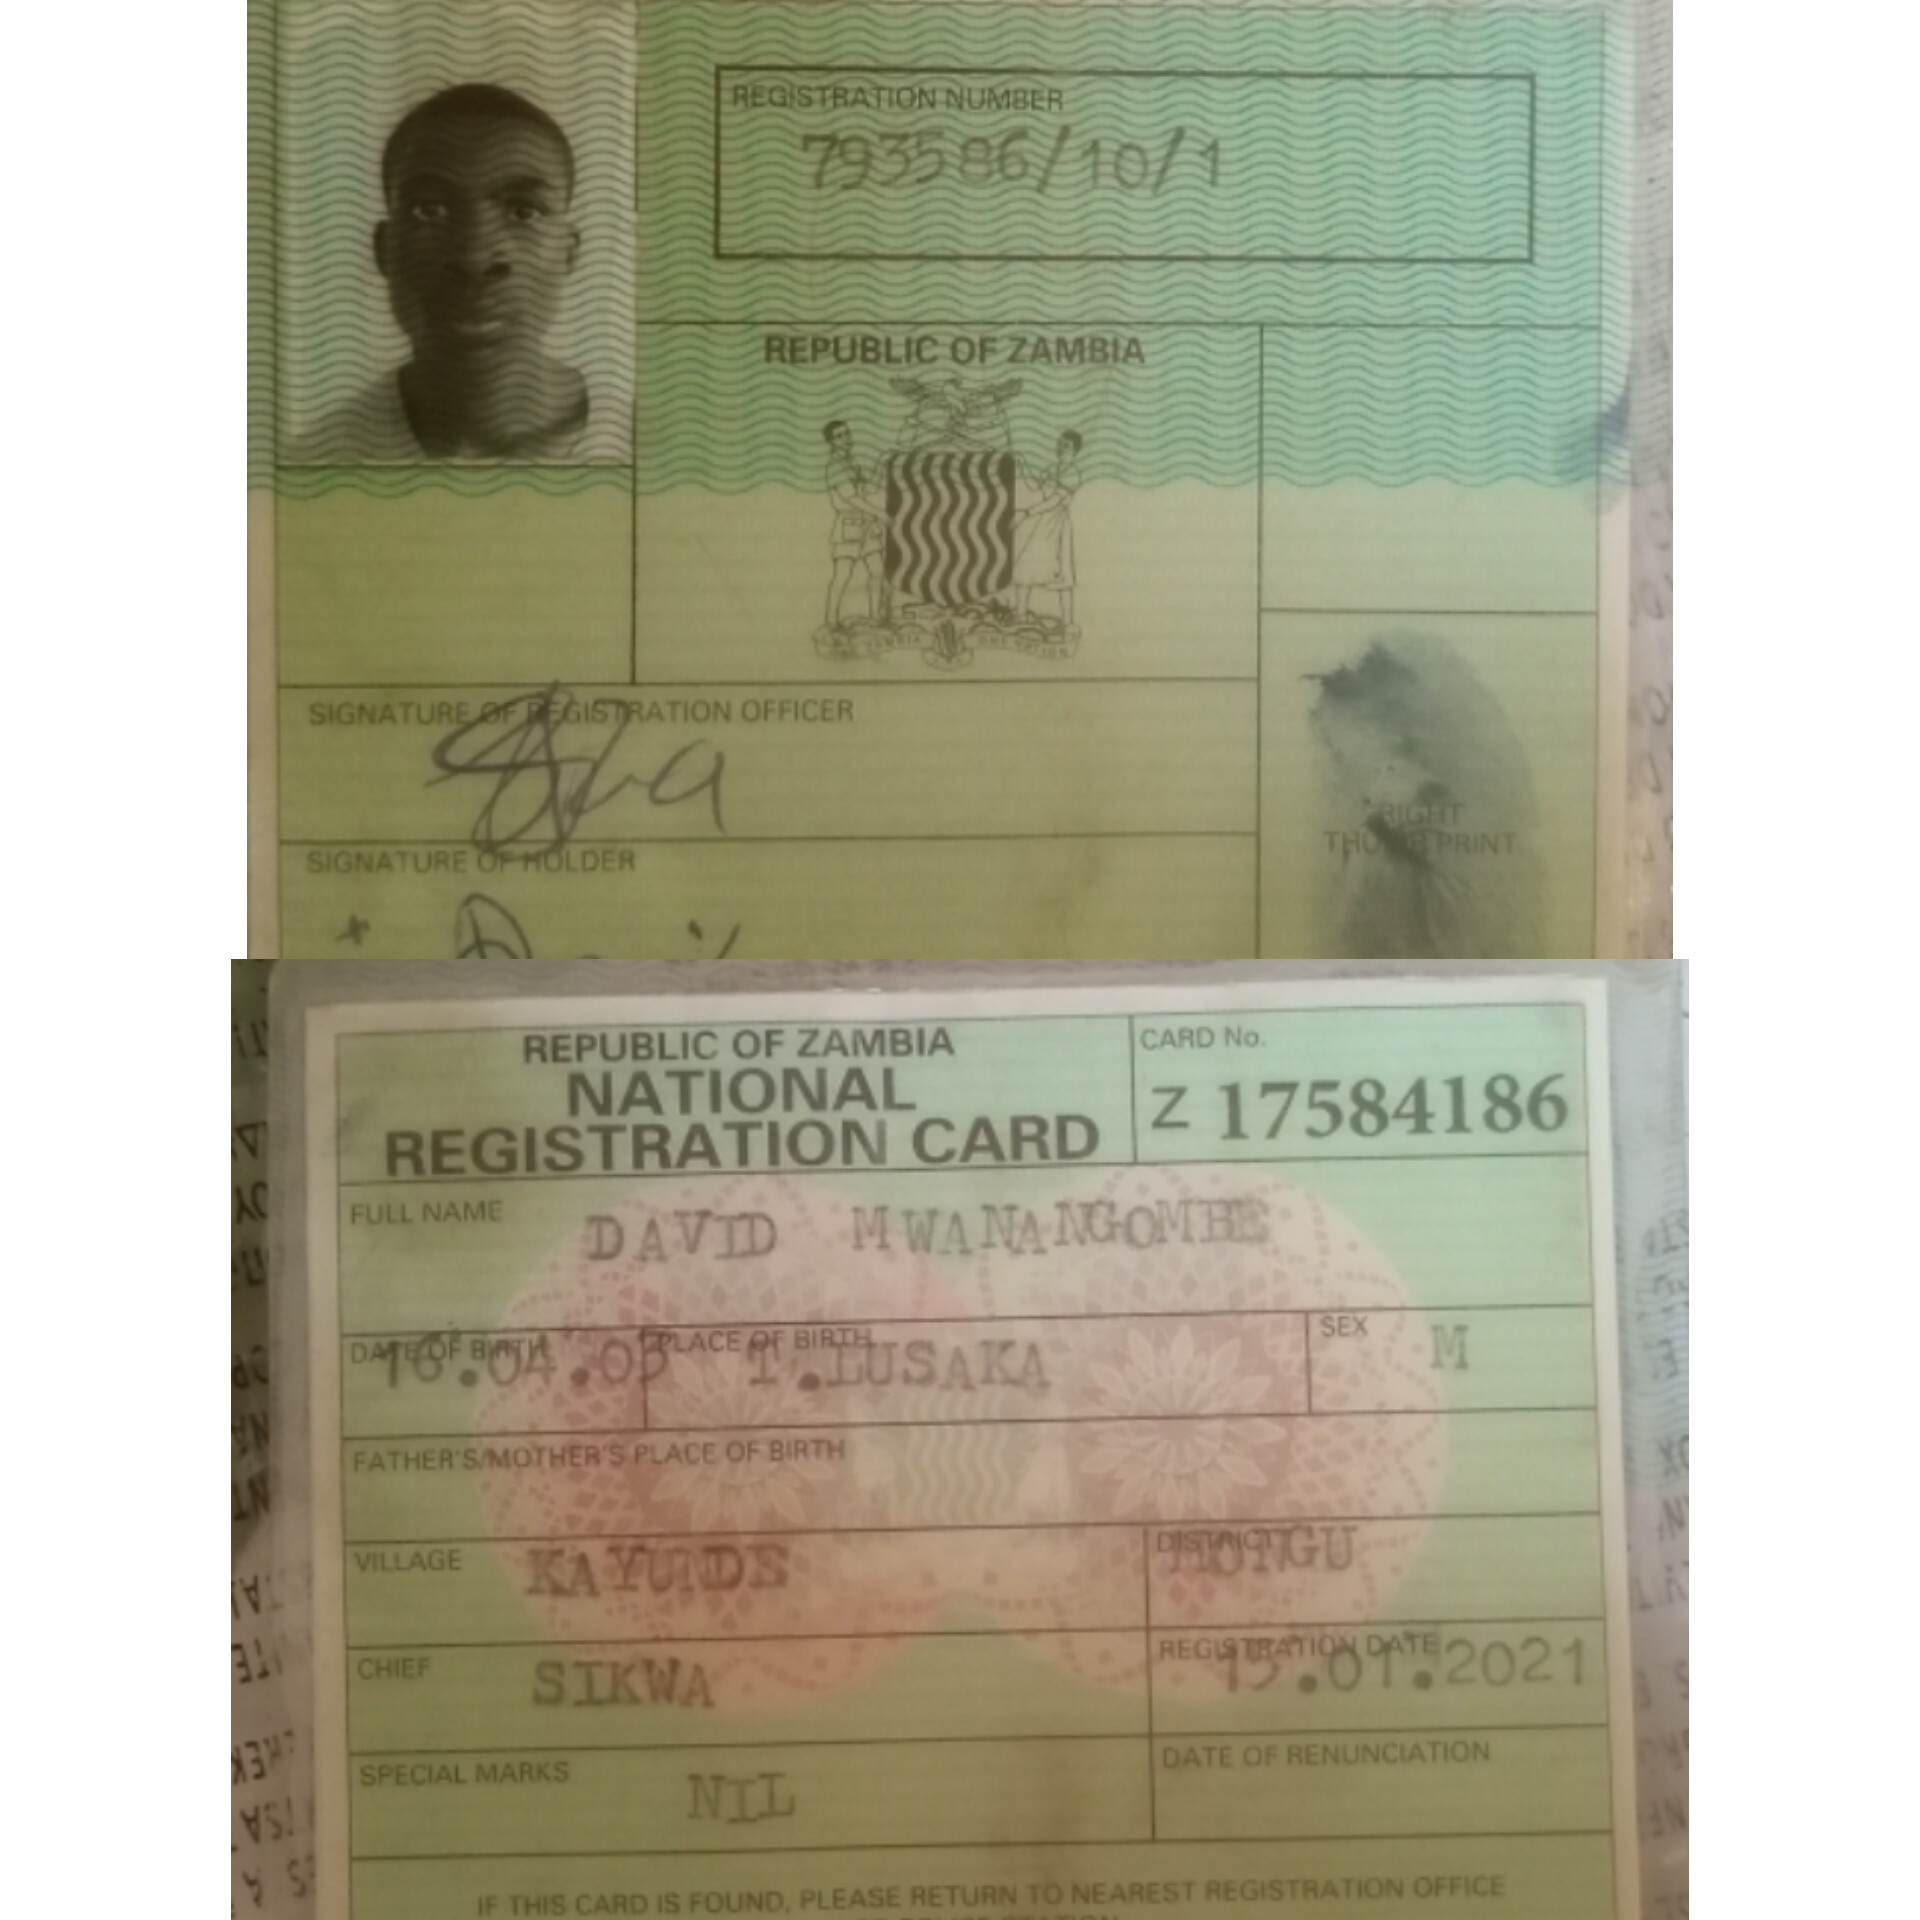 REGISTRATION NUMBER
793586/10/1
REPUBLIC OF ZAMBIA
SIGNATURE OF REGISTRATION OFFICER
RIGHT
THUMB PRINT
SIGNATURE OF HOLDER
REPUBLIC OF ZAMBIA
NATIONAL
REGISTRATION CARD
CARD No.
Z 17584186
FULL NAME
DAVID MWANANGOMBE
DATE OF BIRTH
PLACE OF BIRTH
T.LUSAKA
SEX
M
FATHER'S/MOTHER'S PLACE OF BIRTH
VILLAGE
KAYUNDE
DISTRICT
MONGU
CHIEF
SIKWA
REGISTRATION DATE
SPECIAL MARKS
NIL
DATE OF RENUNCIATION
IF THIS CARD IS FOUND, PLEASE RETURN TO NEAREST REGISTRATION OFFICE